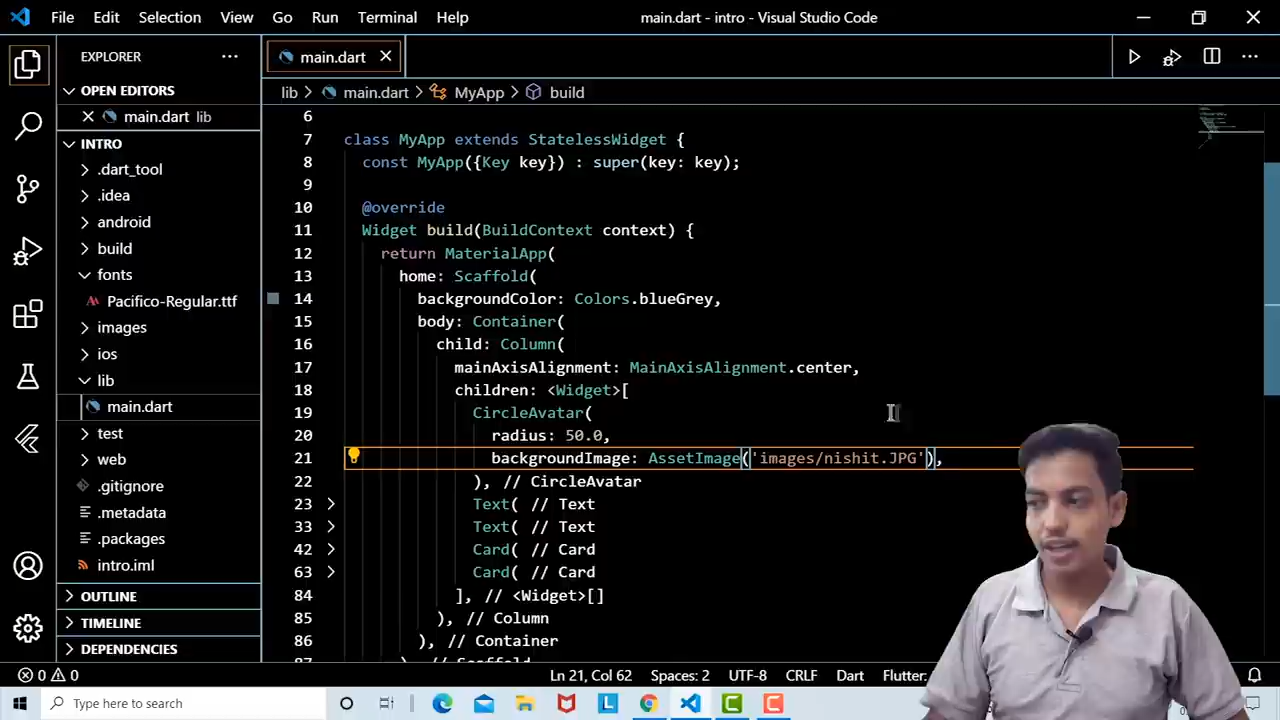 File Edit Selection View Go Run Terminal Help main.dart - intro - Visual Studio Code
EXPLORER
OPEN EDITORS
main.dart lib
INTRO
.dart_tool
.idea
android
build
fonts
Pacifico-Regular.ttf
images
ios
lib
main.dart
test
web
.gitignore
.metadata
.packages
intro.iml
OUTLINE
TIMELINE
DEPENDENCIES
main.dart
lib > main.dart > MyApp > build
6
7 class MyApp extends StatelessWidget {
8 const MyApp({Key key}) : super(key: key);
9
10 @override
11 Widget build(BuildContext context) {
12 return MaterialApp(
13 home: Scaffold(
14 backgroundColor: Colors.blueGrey,
15 body: Container(
16 child: Column(
17 mainAxisAlignment: MainAxisAlignment.center,
18 children: <Widget>[
19 CircleAvatar(
20 radius: 50.0,
21 backgroundImage: AssetImage('images/nishit.JPG'),
22 ), // CircleAvatar
23 Text( // Text
33 Text( // Text
42 Card( // Card
63 Card( // Card
84 ], // <Widget>[]
85 ), // Column
86 ), // Container
87 ), // Scaffold
0 0 Ln 21, Col 62 Spaces: 2 UTF-8 CRLF Dart Flutter:
Type here to search